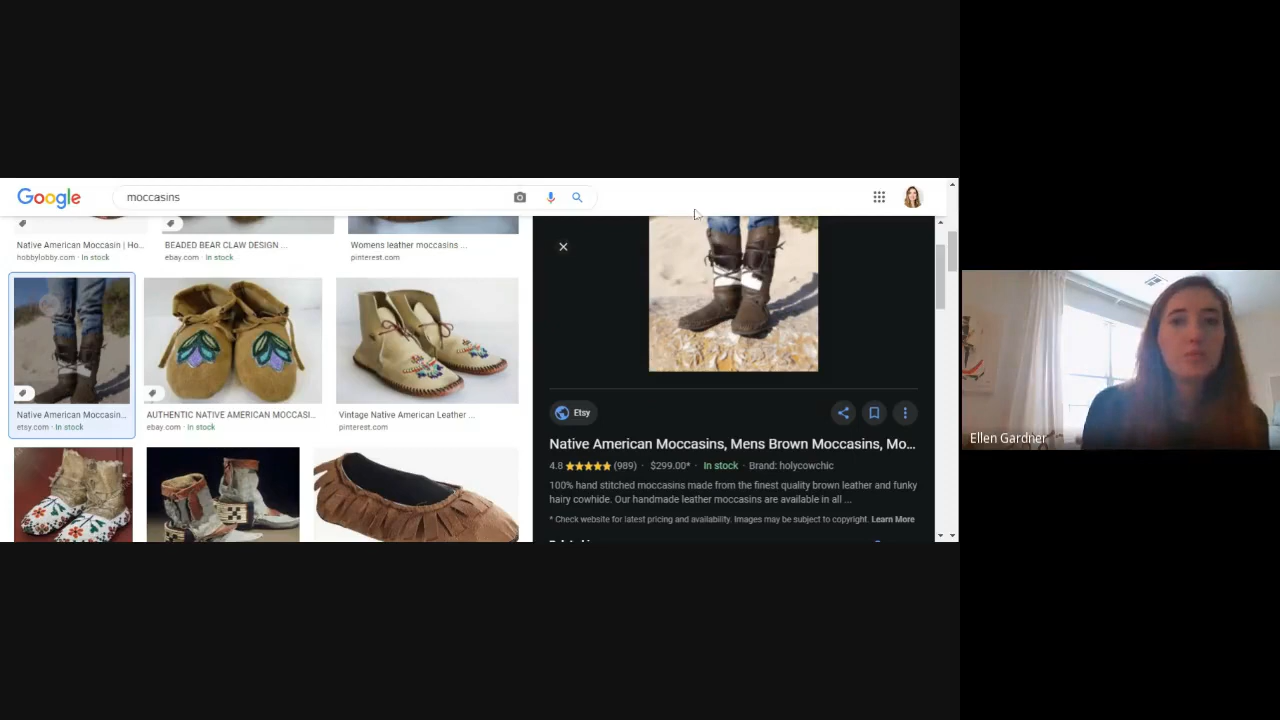 Google
moccasins
Native American Moccasin | Ho...
hobbylobby.com · In stock
BEADED BEAR CLAW DESIGN ...
ebay.com · In stock
Womens leather moccasins ...
pinterest.com
Native American Moccasin...
etsy.com · In stock
AUTHENTIC NATIVE AMERICAN MOCCASI...
ebay.com · In stock
Vintage Native American Leather ...
pinterest.com
Etsy
Native American Moccasins, Mens Brown Moccasins, Mo...
4.8 ★★★★★ (989) · $299.00* · In stock · Brand: holycowchic
100% hand stitched moccasins made from the finest quality brown leather and funky
hairy cowhide. Our handmade leather moccasins are available in all ...
* Check website for latest pricing and availability. Images may be subject to copyright. Learn More
Ellen Gardner